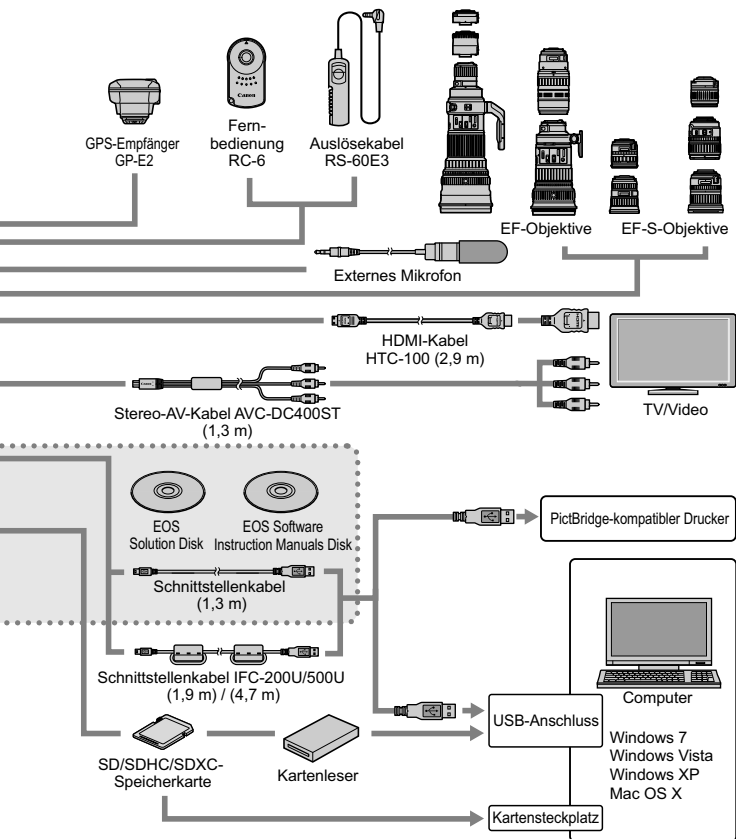 GPS-Empfänger
GP-E2
Canon
Fern-
bedienung
RC-6
Auslösekabel
RS-60E3
EF-Objektive
EF-S-Objektive
Externes Mikrofon
HDMI-Kabel
HTC-100 (2,9 m)
Stereo-AV-Kabel AVC-DC400ST
(1,3 m)
TV/Video
EOS
Solution Disk
EOS Software
Instruction Manuals Disk
Schnittstellenkabel
(1,3 m)
PictBridge-kompatibler Drucker
Schnittstellenkabel IFC-200U/500U
(1,9 m) / (4,7 m)
Computer
USB-Anschluss
Windows 7
Windows Vista
Windows XP
Mac OS X
SD/SDHC/SDXC-
Speicherkarte
Kartenleser
Kartensteckplatz